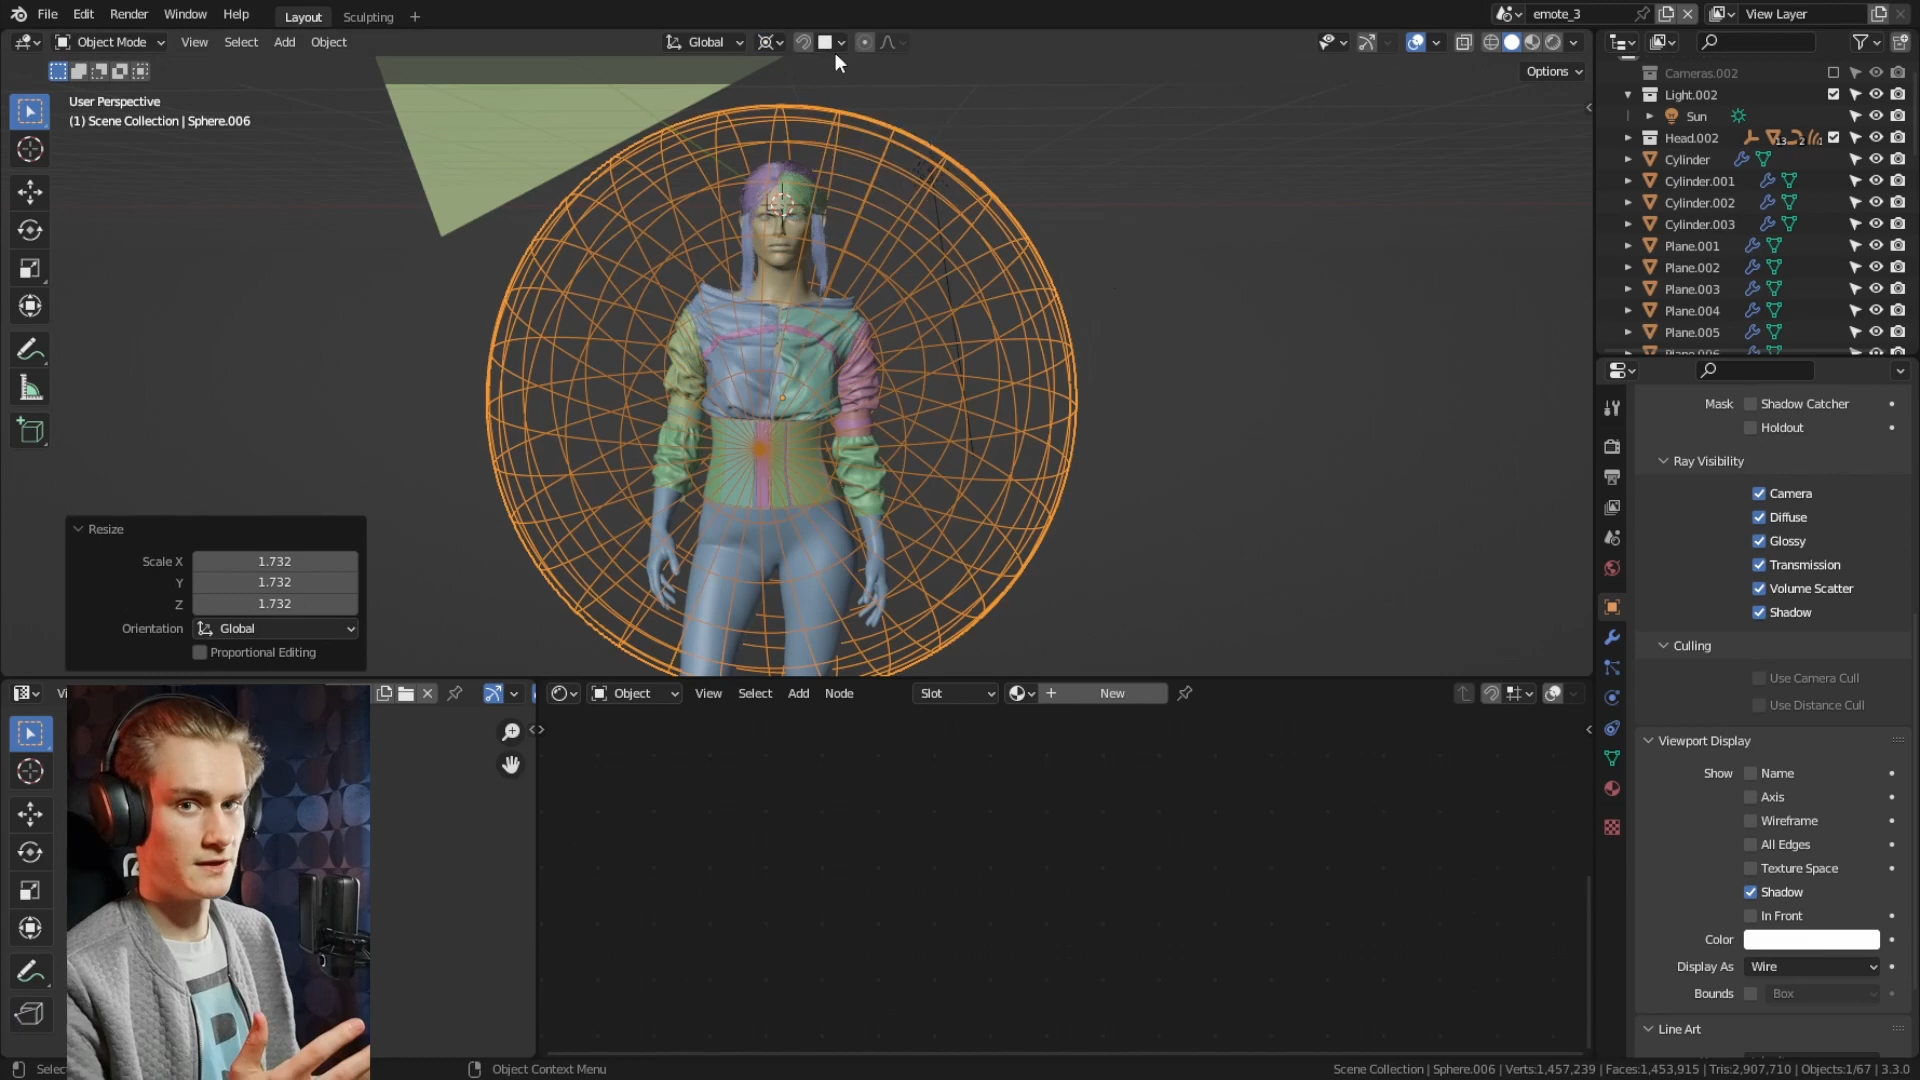 File Edit Render Window Help Layout Sculpting + emote_3 View Layer
Object Mode View Select Add Object Global
Options
User Perspective
(1) Scene Collection | Sphere.006
Cameras.002
Light.002
Sun
Head.002
Cylinder
Cylinder.001
Cylinder.002
Cylinder.003
Plane.001
Plane.002
Plane.003
Plane.004
Plane.005
Plane.006
Mask Shadow Catcher
Holdout
Ray Visibility
Camera
Diffuse
Glossy
Transmission
Volume Scatter
Shadow
Culling
Use Camera Cull
Use Distance Cull
Viewport Display
Show Name
Axis
Wireframe
All Edges
Texture Space
Shadow
In Front
Color
Display As Wire
Bounds Box
Line Art
Resize
Scale X 1.732
Y 1.732
Z 1.732
Orientation Global
Proportional Editing
Object View Select Add Node Slot New
Object Context Menu
Scene Collection | Sphere.006 | Verts:1,457,239 | Faces:1,453,915 | Tris:2,907,710 | Objects:1/67 | 3.3.0